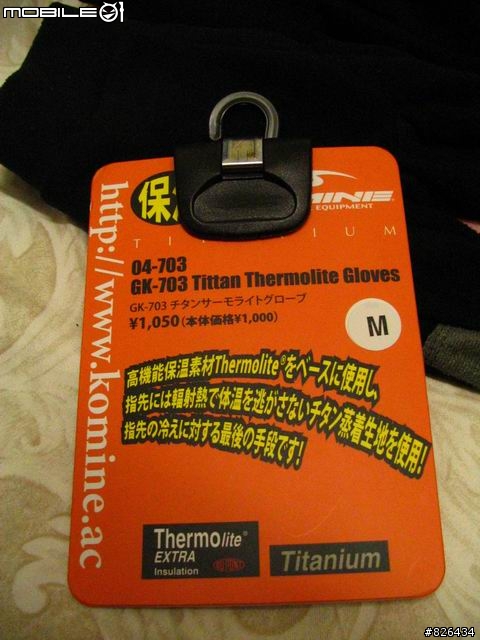 MOBILE01
保
MINE
EQUIPMENT
04-703
GK-703 Tittan Thermolite Gloves
GK-703 チタンサーモライトグローブ
¥1,050(本体価格¥1,000)
M
高機能保温素材Thermolite®をベースに使用し、
指先には輻射熱で体温を逃がさないチタン蒸着生地を使用!
指先の冷えに対する最後の手段です!
http://www.komine.ac
Thermolite®
EXTRA
Insulation
DU PONT
Titanium
#826434